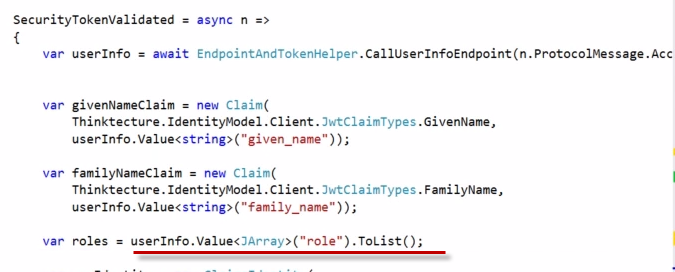 SecurityTokenValidated = async n =>
{
var userInfo = await EndpointAndTokenHelper.CallUserInfoEndpoint(n.ProtocolMessage.Acc
var givenNameClaim = new Claim(
Thinktecture.IdentityModel.Client.JwtClaimTypes.GivenName,
userInfo.Value<string>("given_name"));
var familyNameClaim = new Claim(
Thinktecture.IdentityModel.Client.JwtClaimTypes.FamilyName,
userInfo.Value<string>("family_name"));
var roles = userInfo.Value<JArray>("role").ToList();